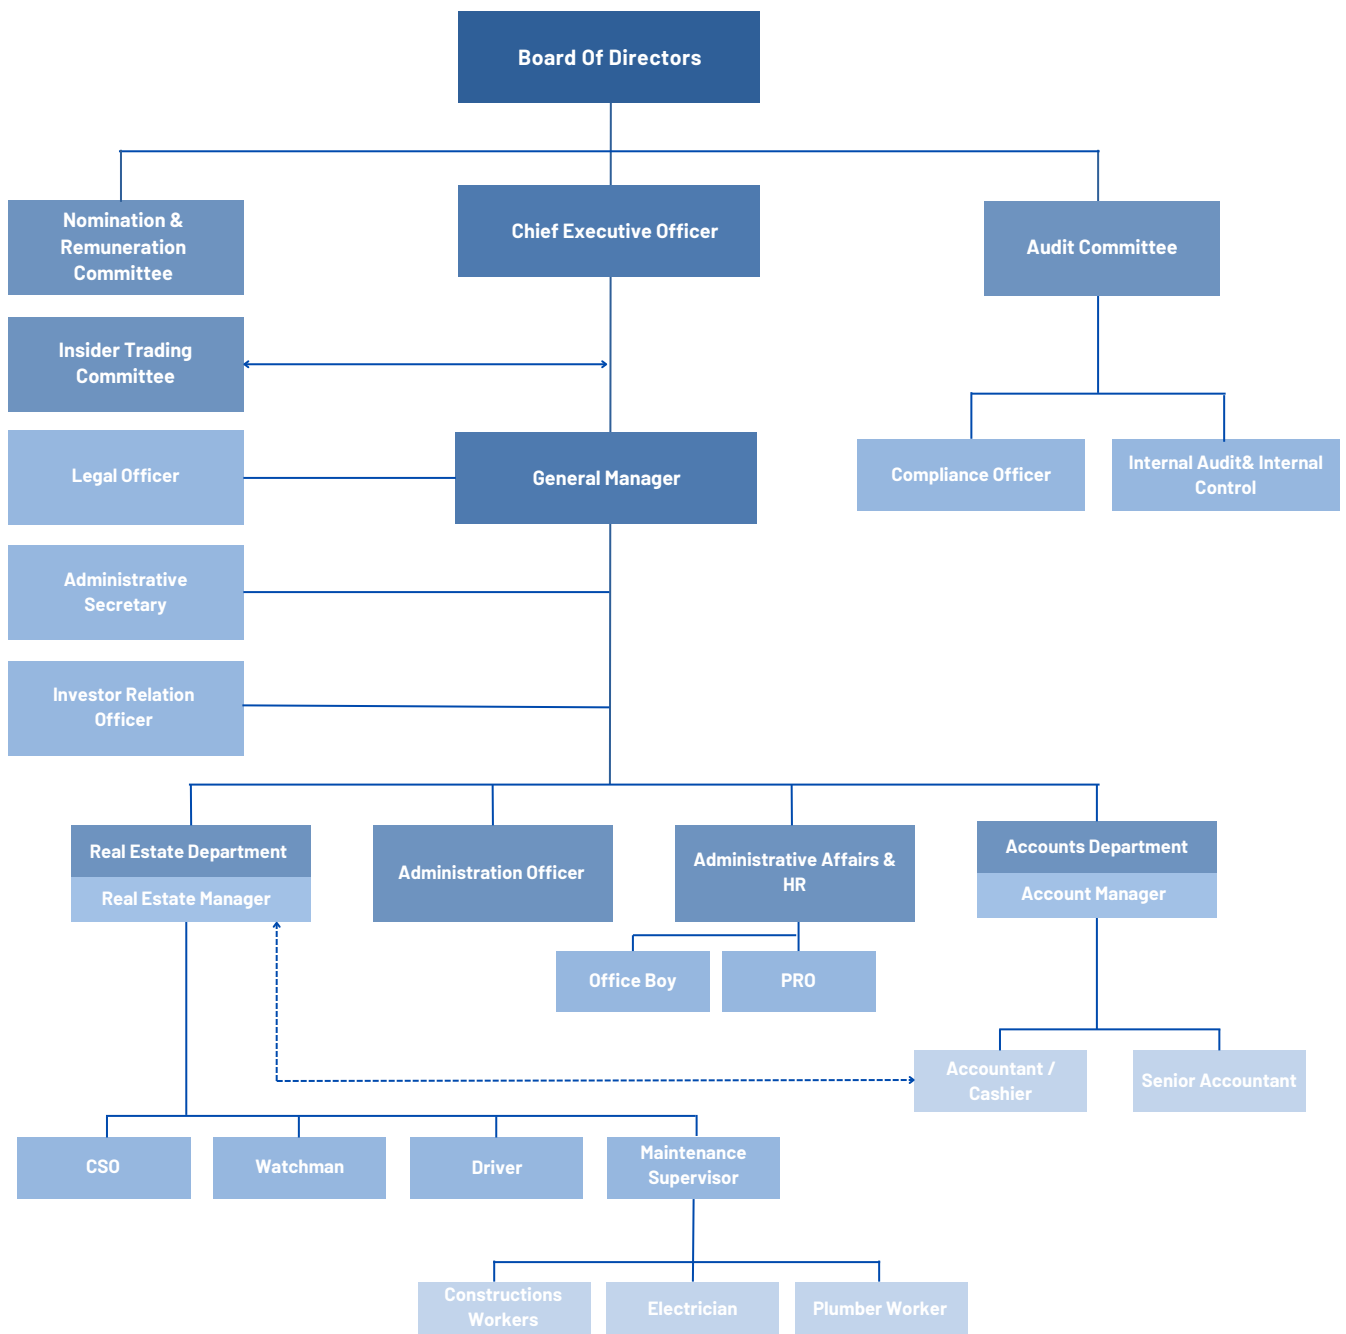 Board Of Directors
Nomination &
Remuneration
Committee
Chief Executive Officer
Audit Committee
Insider Trading
Committee
Legal Officer
General Manager
Compliance Officer
Internal Audit& Internal
Control
Administrative
Secretary
Investor Relation
Officer
Real Estate Department
Real Estate Manager
Administration Officer
Administrative Affairs &
HR
Accounts Department
Account Manager
Office Boy
PRO
Accountant /
Cashier
Senior Accountant
CSO
Watchman
Driver
Maintenance
Supervisor
Constructions
Workers
Electrician
Plumber Worker